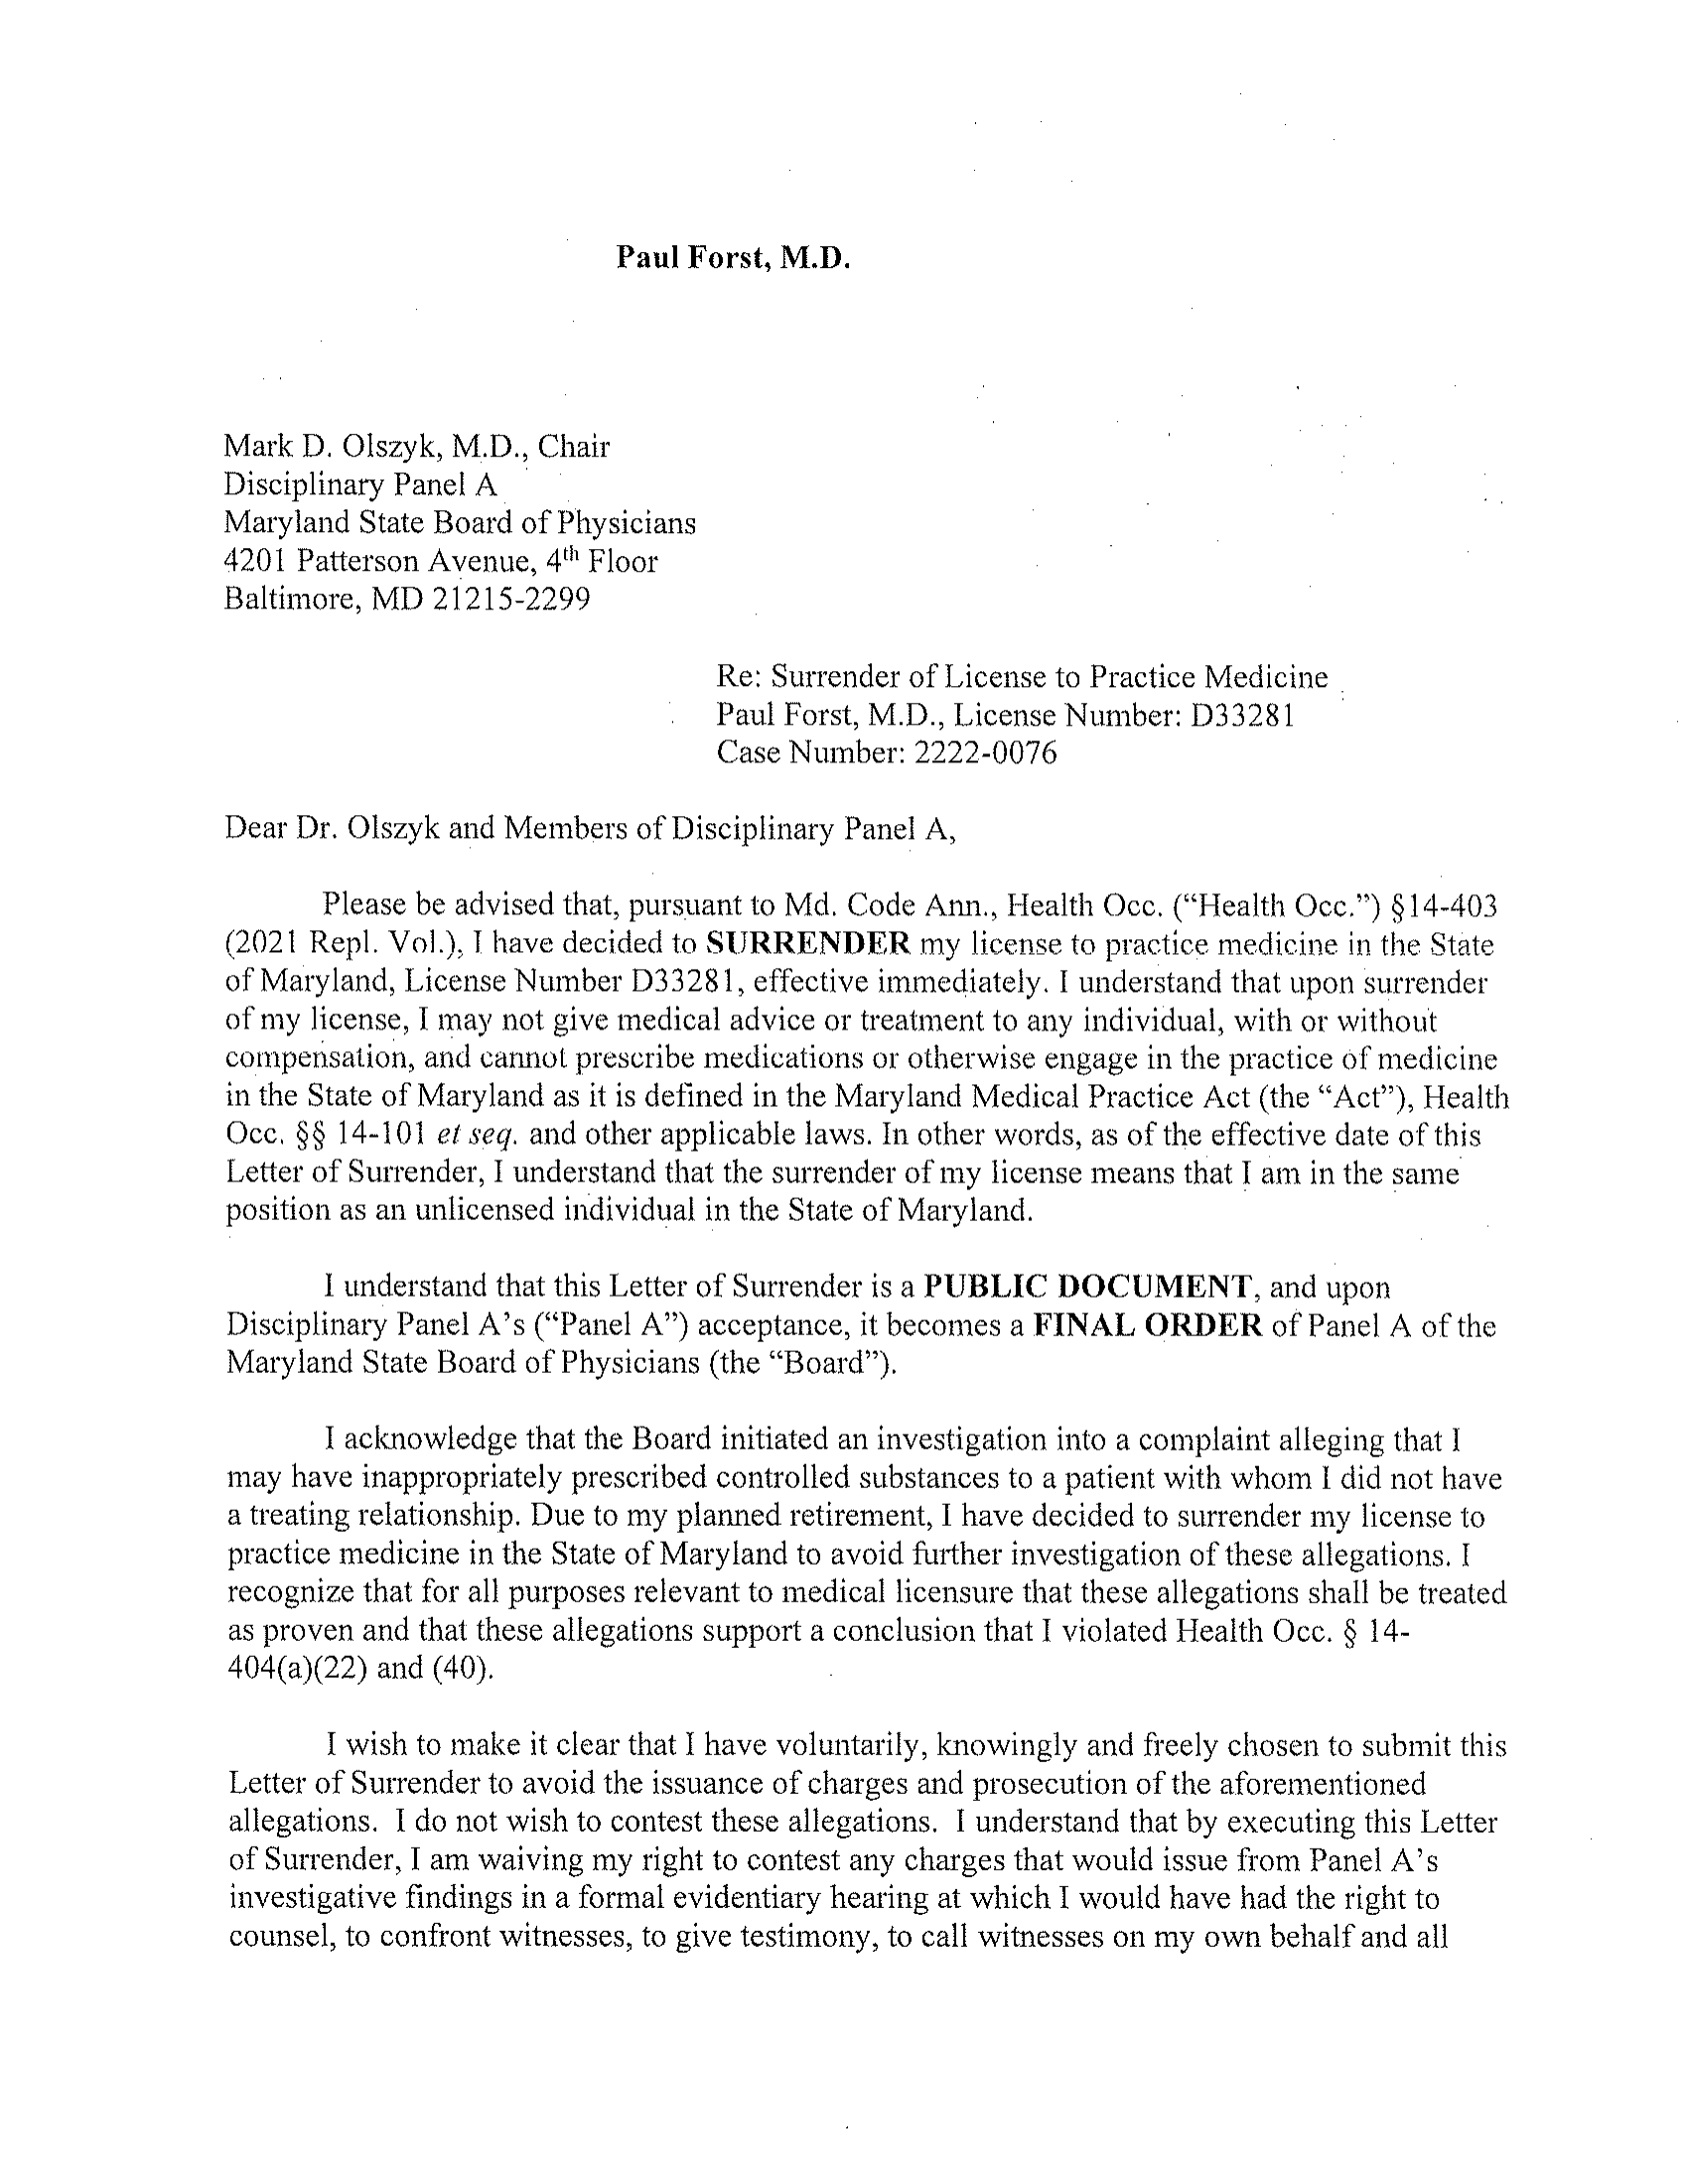 Paul Forst, M.D.
Mark D. Olszyk, M.D., Chair
Disciplinary Panel A
Maryland State Board of Physicians
4201 Patterson Avenue, 4th Floor
Baltimore, MD 21215-2299
Re: Surrender of License to Practice Medicine
Paul Forst, M.D., License Number: D33281
Case Number: 2222-0076
Dear Dr. Olszyk and Members of Disciplinary Panel A,
Please be advised that, pursuant to Md. Code Ann., Health Occ. (“Health Occ.”) §14-403
(2021 Repl. Vol.), I have decided to SURRENDER my license to practice medicine in the State
of Maryland, License Number D33281, effective immediately. I understand that upon surrender
of my license, I may not give medical advice or treatment to any individual, with or without
compensation, and cannot prescribe medications or otherwise engage in the practice of medicine
in the State of Maryland as it is defined in the Maryland Medical Practice Act (the “Act”), Health
Occ. §§ 14-101 et seq. and other applicable laws. In other words, as of the effective date of this
Letter of Surrender, I understand that the surrender of my license means that I am in the same
position as an unlicensed individual in the State of Maryland.
I understand that this Letter of Surrender is a PUBLIC DOCUMENT, and upon
Disciplinary Panel A’s (“Panel A”) acceptance, it becomes a FINAL ORDER of Panel A of the
Maryland State Board of Physicians (the “Board”).
I acknowledge that the Board initiated an investigation into a complaint alleging that I
may have inappropriately prescribed controlled substances to a patient with whom I did not have
a treating relationship. Due to my planned retirement, I have decided to surrender my license to
practice medicine in the State of Maryland to avoid further investigation of these allegations. I
recognize that for all purposes relevant to medical licensure that these allegations shall be treated
as proven and that these allegations support a conclusion that I violated Health Occ. § 14-
404(a)(22) and (40).
I wish to make it clear that I have voluntarily, knowingly and freely chosen to submit this
Letter of Surrender to avoid the issuance of charges and prosecution of the aforementioned
allegations. I do not wish to contest these allegations. I understand that by executing this Letter
of Surrender, I am waiving my right to contest any charges that would issue from Panel A’s
investigative findings in a formal evidentiary hearing at which I would have had the right to
counsel, to confront witnesses, to give testimony, to call witnesses on my own behalf and all